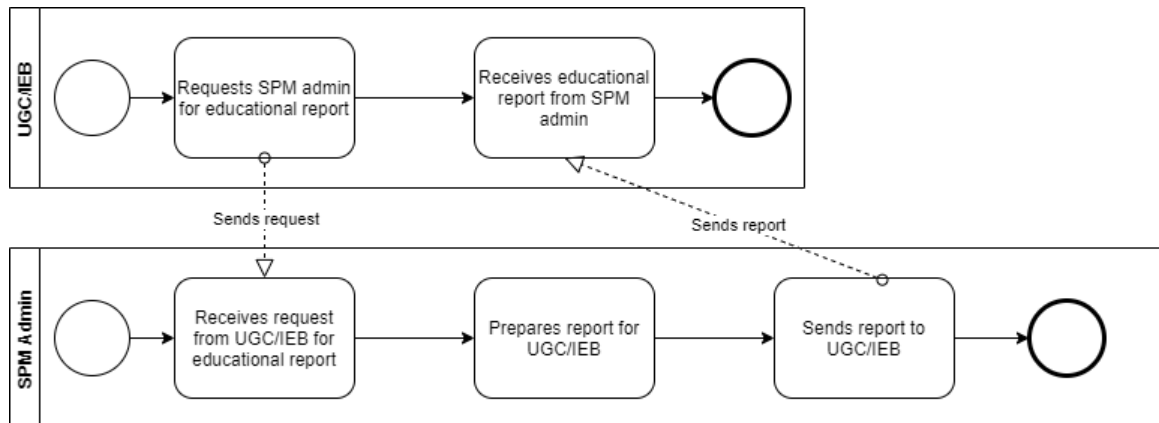 UGC/IEB
Requests SPM admin
for educational report
Receives educational
report from SPM
admin
Sends request
Sends report
SPM Admin
Receives request
from UGC/IEB for
educational report
Prepares report for
UGC/IEB
Sends report to
UGC/IEB